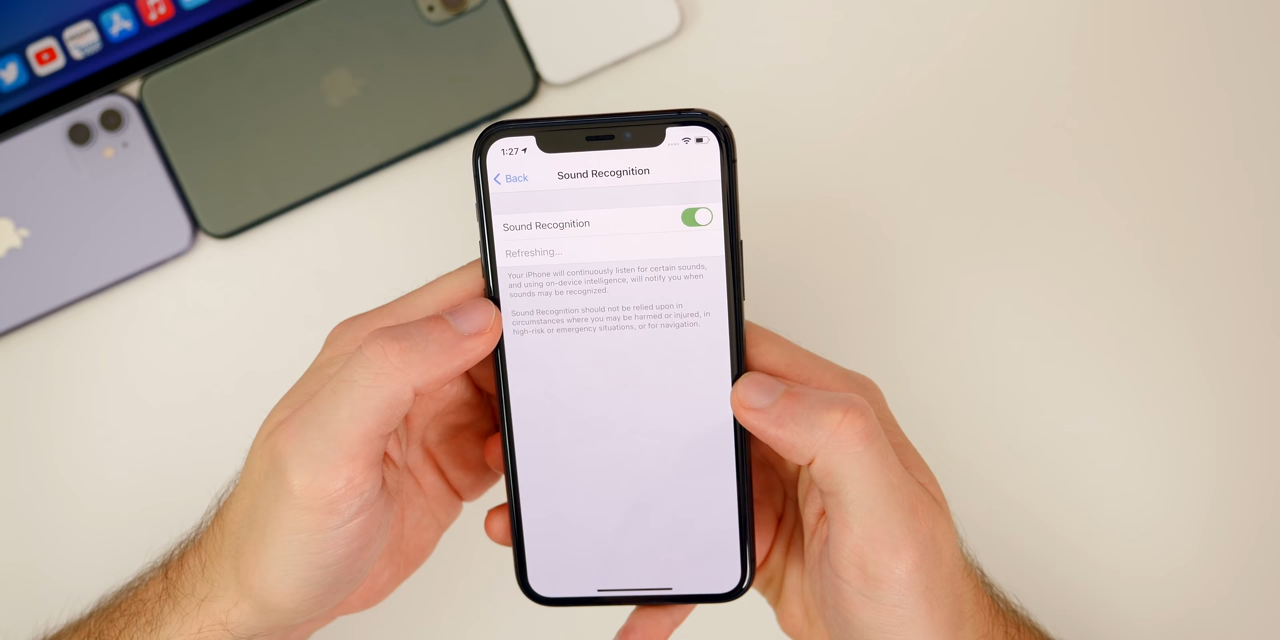 1:27
Back
Sound Recognition
Sound Recognition
Refreshing...
Your iPhone will continuously listen for certain sounds,
and using on-device intelligence, will notify you when
sounds may be recognized.
Sound Recognition should not be relied upon in
circumstances where you may be harmed or injured, in
high-risk or emergency situations, or for navigation.